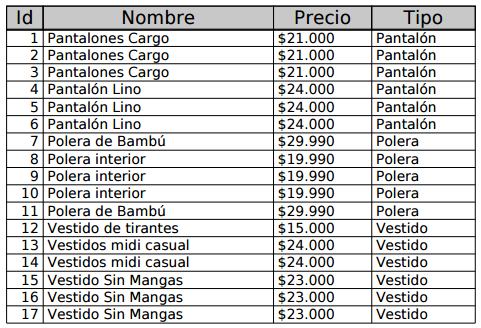 Id Nombre Precio Tipo
1 Pantalones Cargo $21.000 Pantalón
2 Pantalones Cargo $21.000 Pantalón
3 Pantalones Cargo $21.000 Pantalón
4 Pantalón Lino $24.000 Pantalón
5 Pantalón Lino $24.000 Pantalón
6 Pantalón Lino $24.000 Pantalón
7 Polera de Bambú $29.990 Polera
8 Polera interior $19.990 Polera
9 Polera interior $19.990 Polera
10 Polera interior $19.990 Polera
11 Polera de Bambú $29.990 Polera
12 Vestido de tirantes $15.000 Vestido
13 Vestidos midi casual $24.000 Vestido
14 Vestidos midi casual $24.000 Vestido
15 Vestido Sin Mangas $23.000 Vestido
16 Vestido Sin Mangas $23.000 Vestido
17 Vestido Sin Mangas $23.000 Vestido